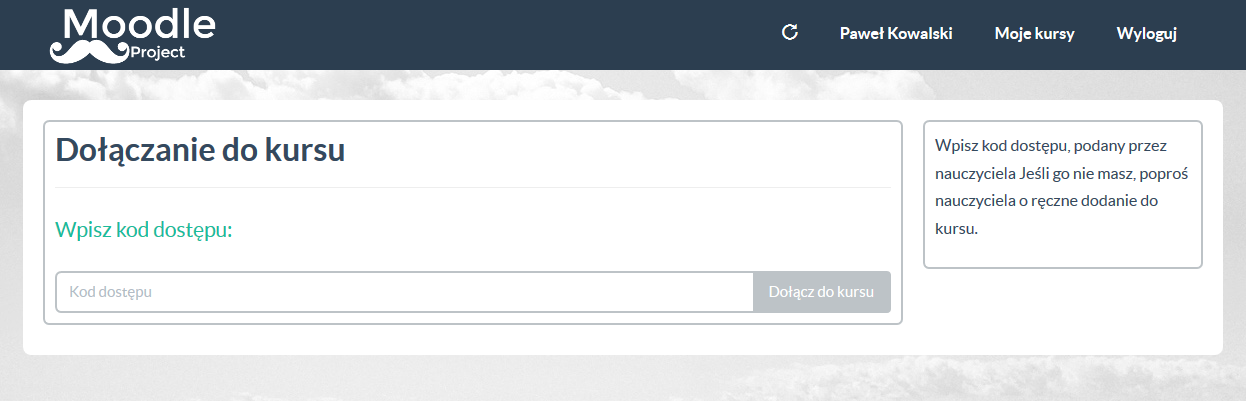 Moodle
Project
Paweł Kowalski
Moje kursy
Wyloguj
Dołączanie do kursu
Wpisz kod dostępu:
Kod dostępu
Dołącz do kursu
Wpisz kod dostępu, podany przez
nauczyciela Jeśli go nie masz, poproś
nauczyciela o ręczne dodanie do
kursu.